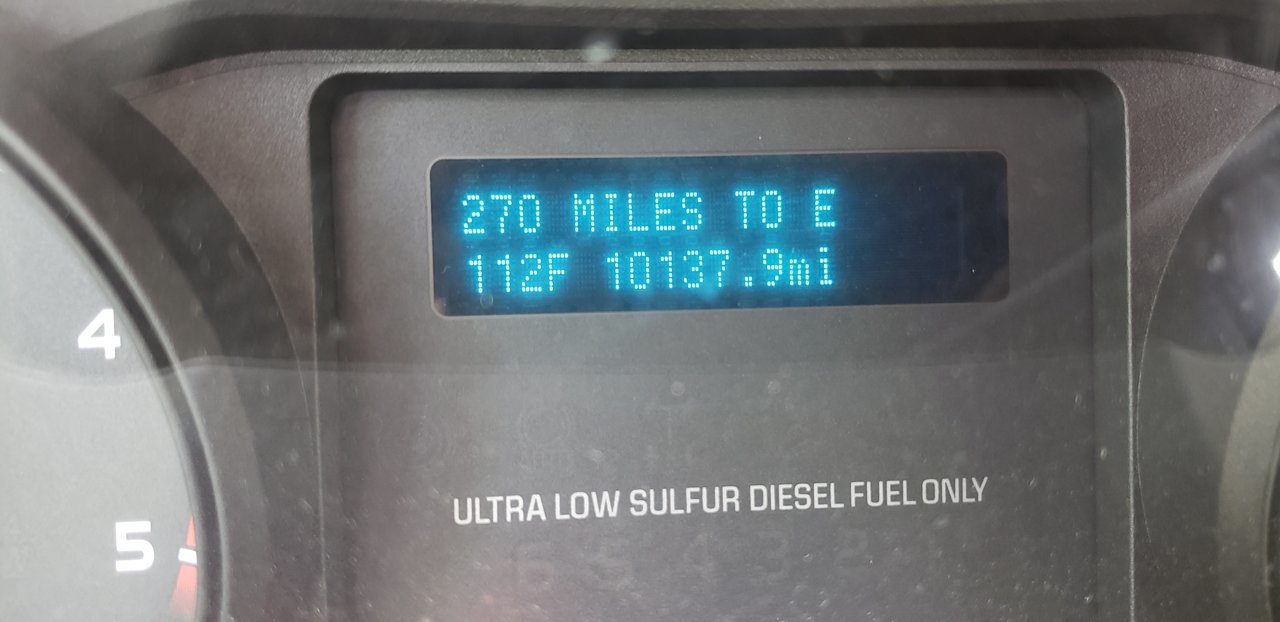 270 MILES TO E
112F 10137.9mi
4
ULTRA LOW SULFUR DIESEL FUEL ONLY
5